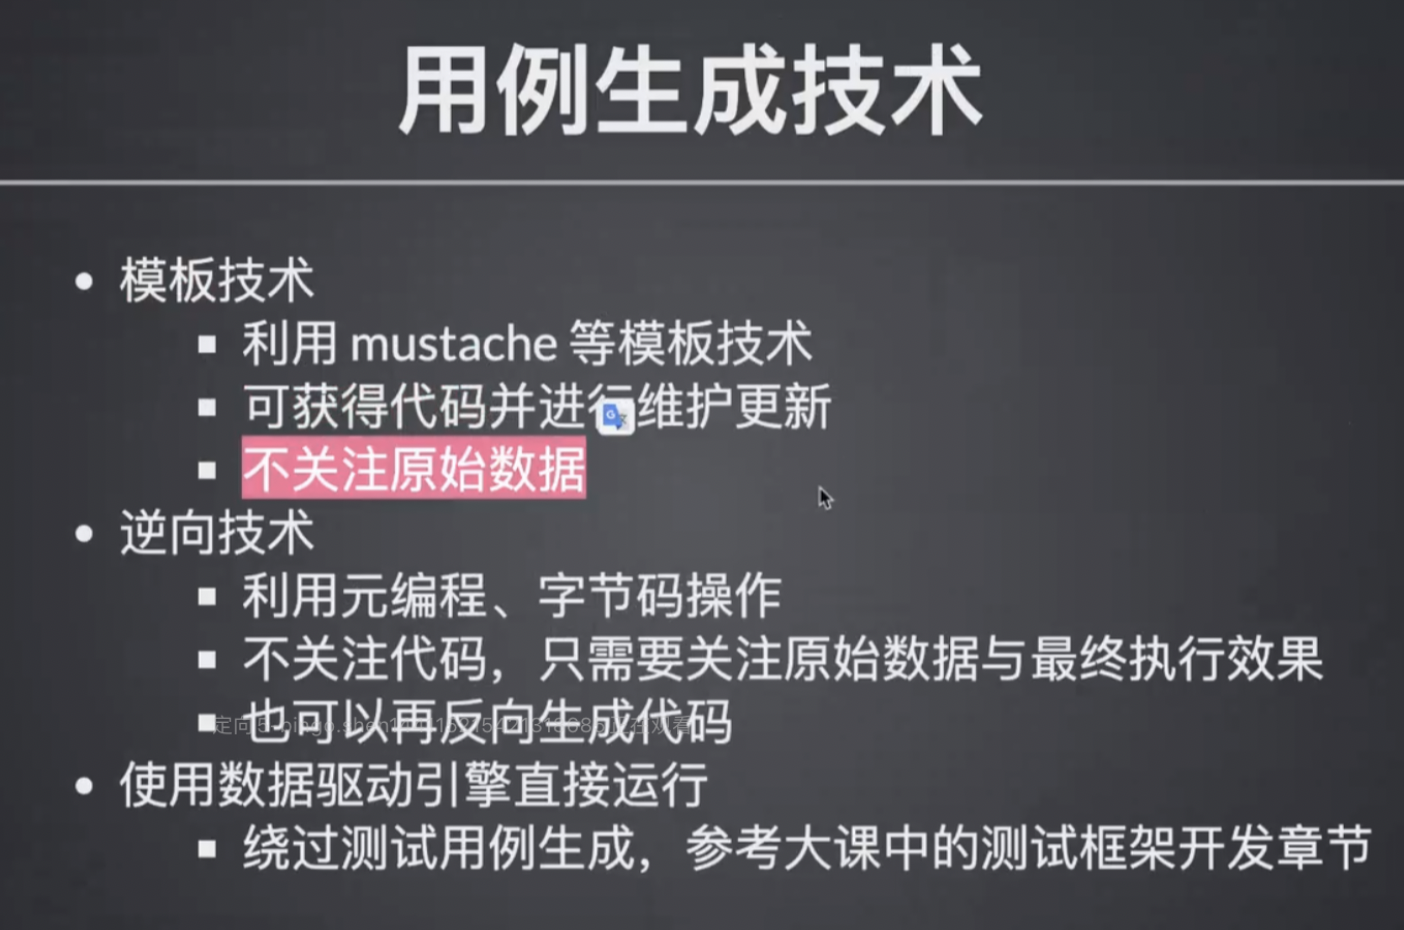 用例生成技术
模板技术
利用 mustache 等模板技术
可获得代码并进行维护更新
不关注原始数据
逆向技术
利用元编程、字节码操作
不关注代码，只需要关注原始数据与最终执行效果
也可以再反向生成代码
使用数据驱动引擎直接运行
绕过测试用例生成，参考大课中的测试框架开发章节